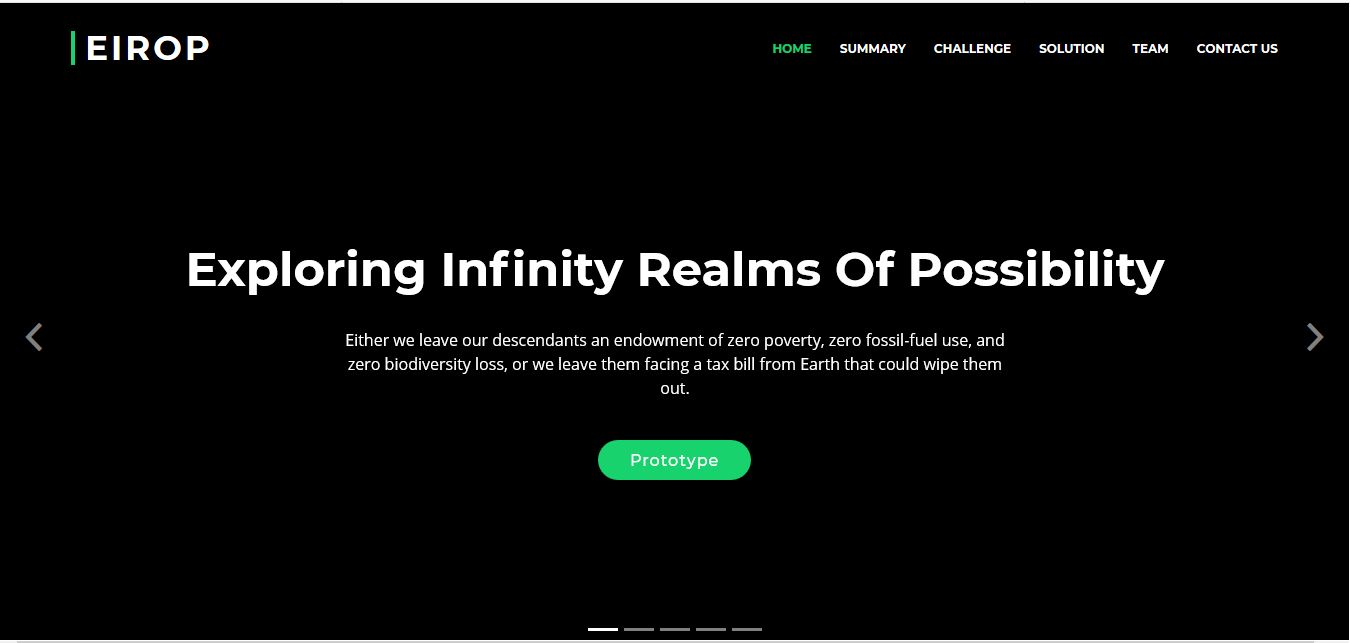 EIROP
HOME SUMMARY CHALLENGE SOLUTION TEAM CONTACT US
Exploring Infinity Realms Of Possibility
Either we leave our descendants an endowment of zero poverty, zero fossil-fuel use, and
zero biodiversity loss, or we leave them facing a tax bill from Earth that could wipe them
out.
Prototype